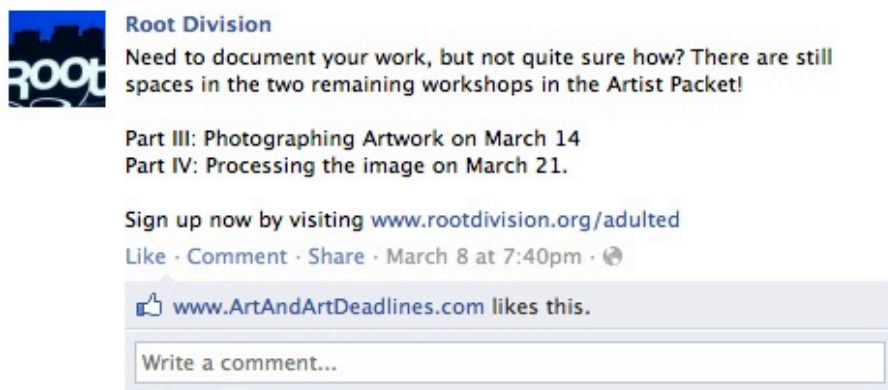 ROOT
Root Division
Need to document your work, but not quite sure how? There are still
spaces in the two remaining workshops in the Artist Packet!
Part III: Photographing Artwork on March 14
Part IV: Processing the image on March 21.
Sign up now by visiting www.rootdivision.org/adulted
Like · Comment · Share · March 8 at 7:40pm ·
www.ArtAndArtDeadlines.com likes this.
Write a comment...